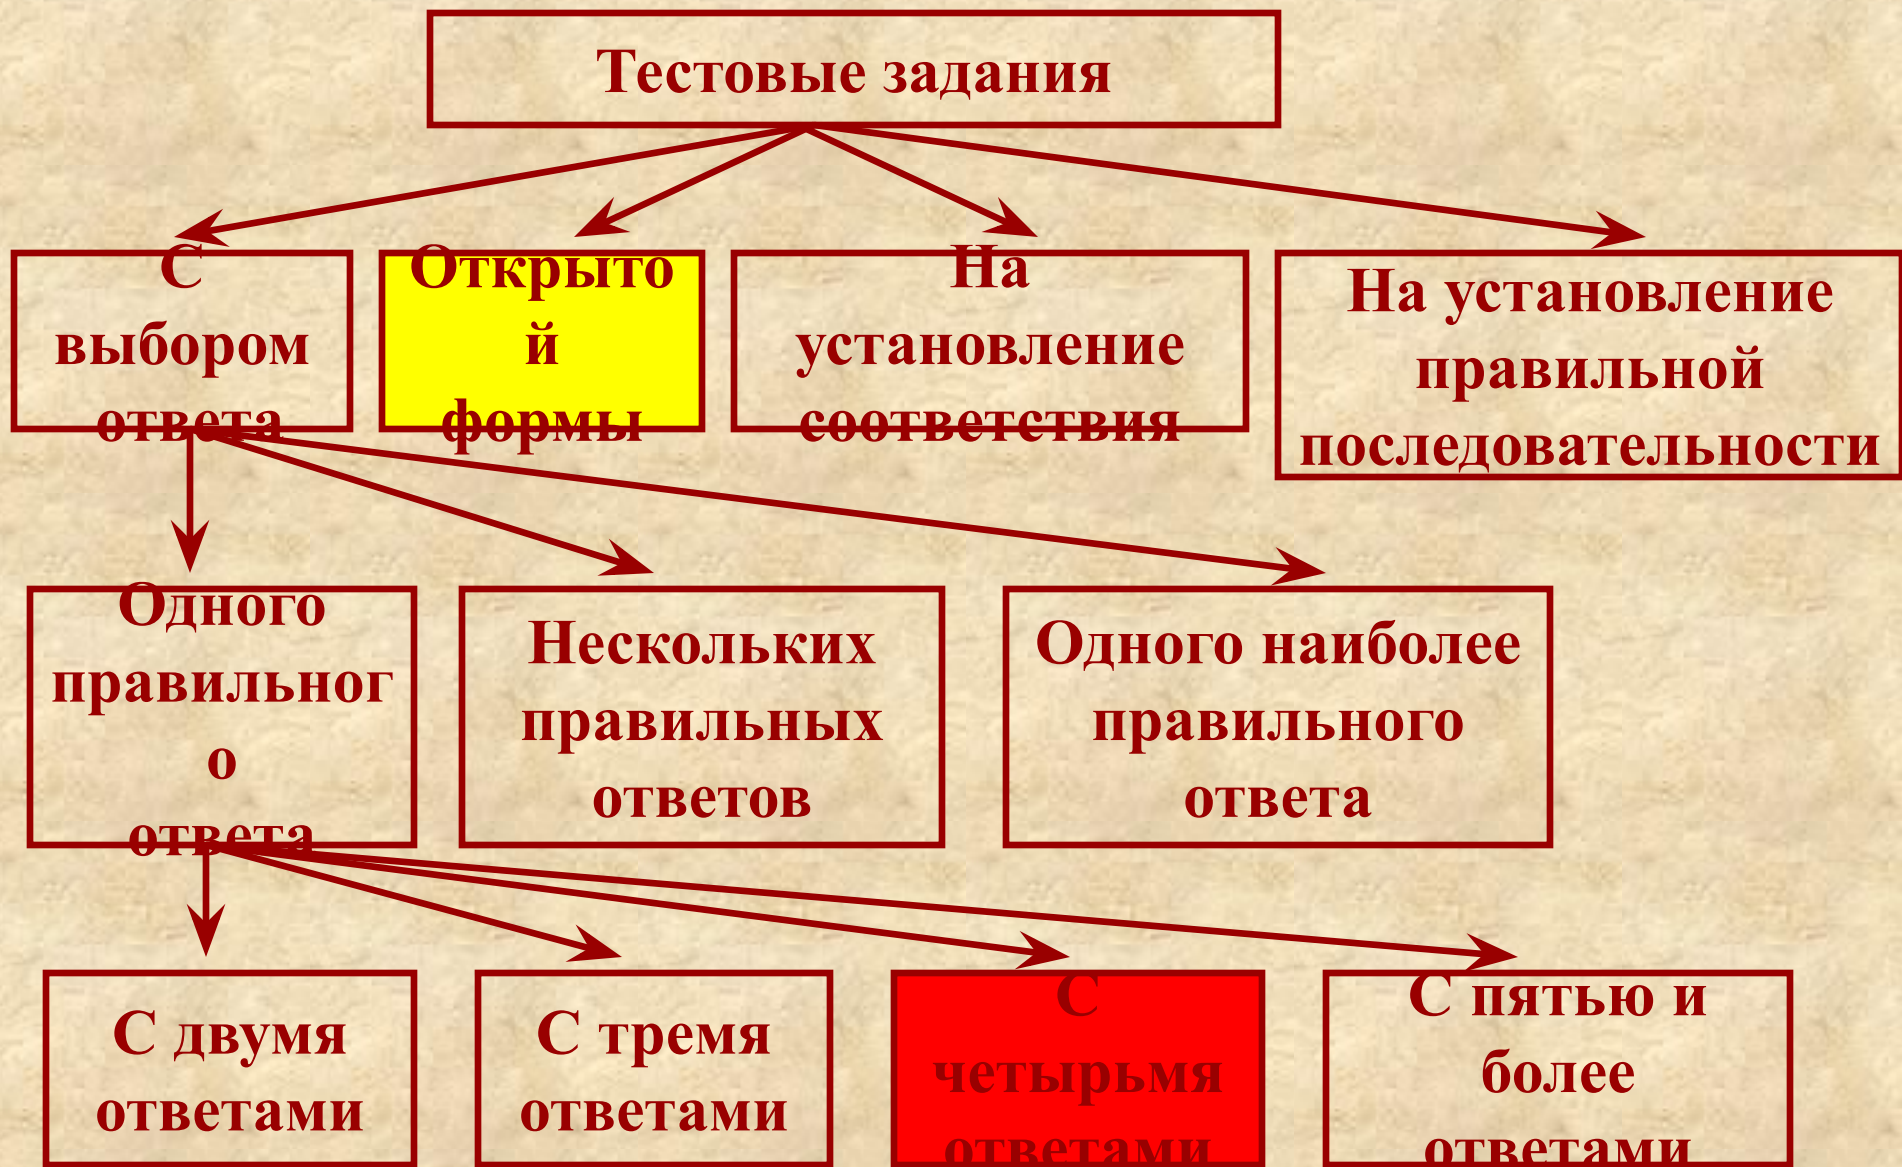 Тестовые задания
С
выбором
ответа
Открыто
й
формы
На
установление
соответствия
На установление
правильной
последовательности
Одного
правильног
о
ответа
Нескольких
правильных
ответов
Одного наиболее
правильного
ответа
С двумя
ответами
С тремя
ответами
С
четырьмя
ответами
С пятью и
более
ответами